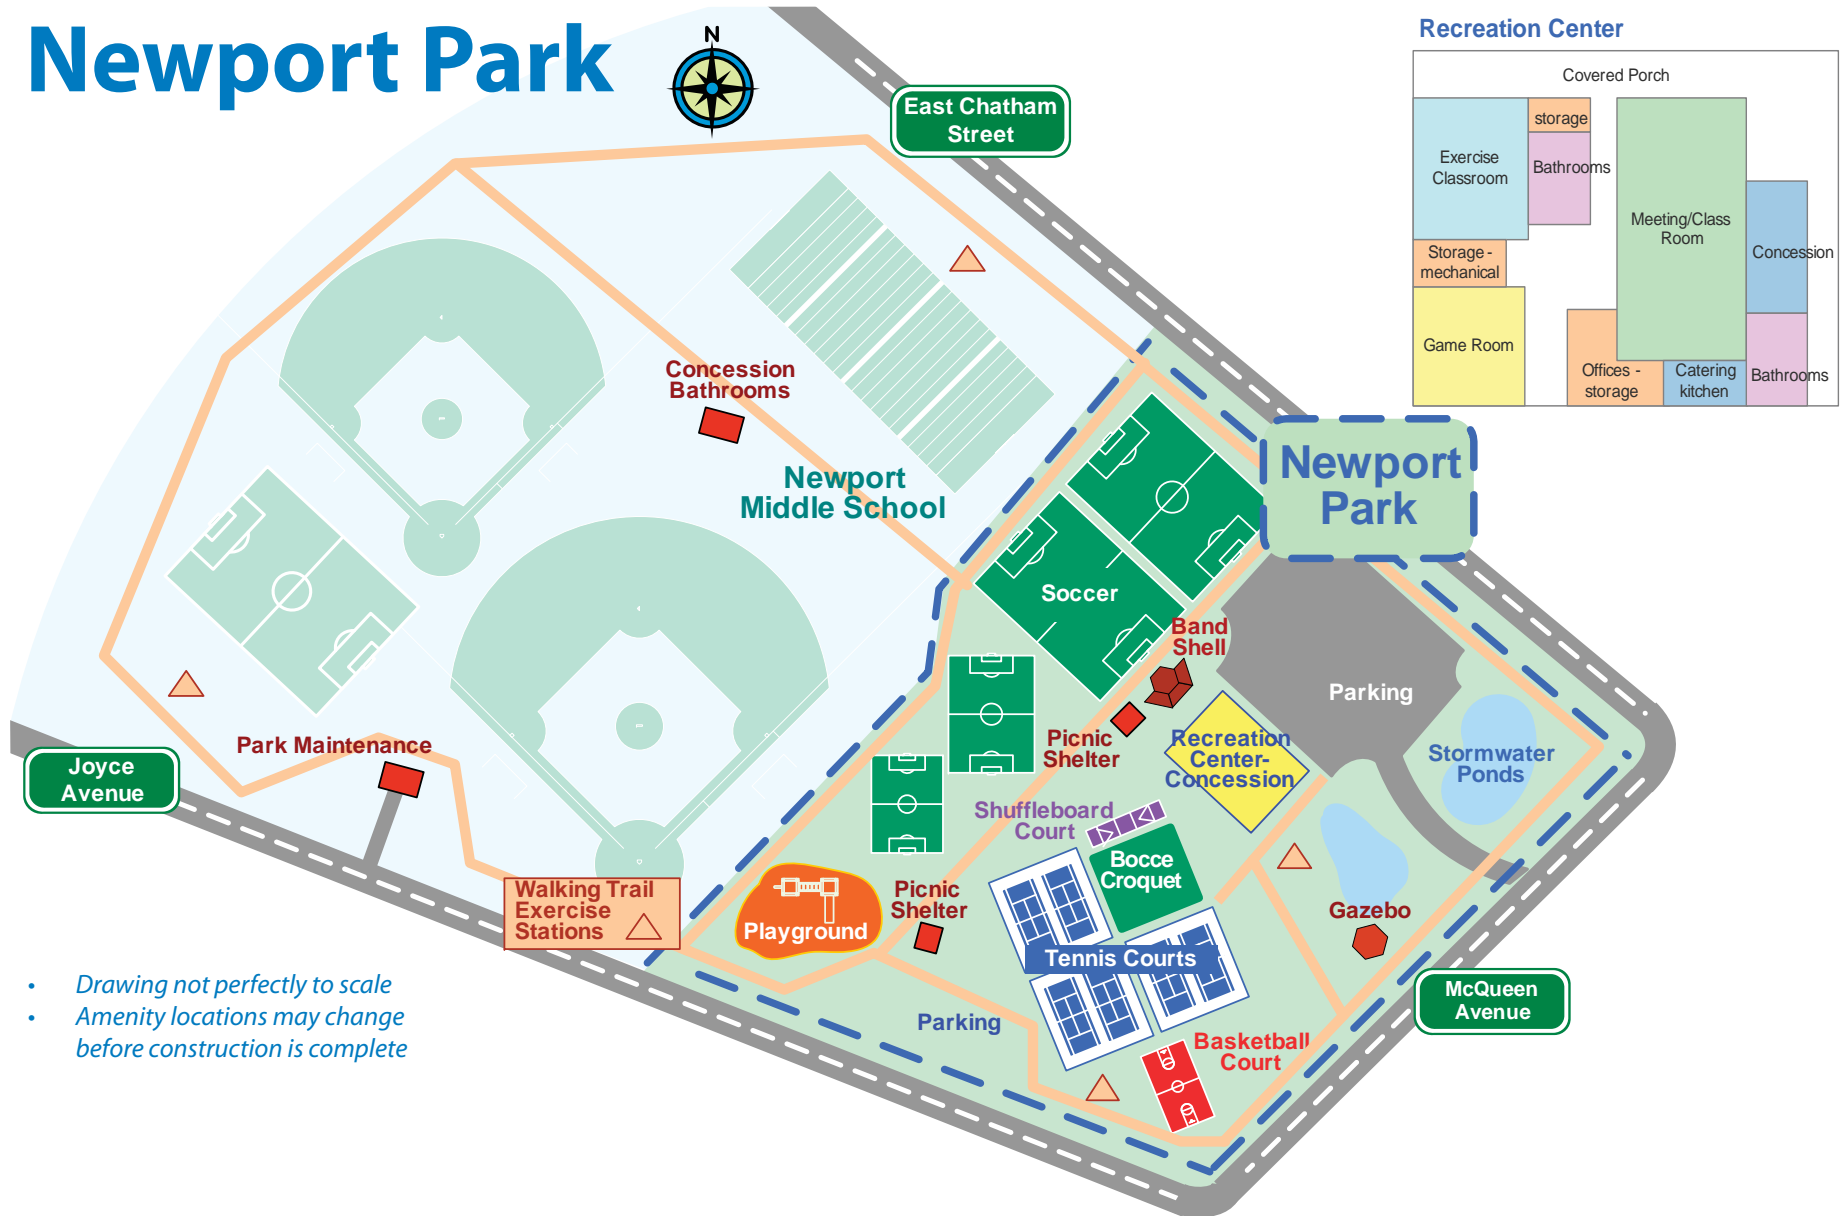 Newport Park
N
East Chatham
Street
Recreation Center
Covered Porch
storage
Exercise
Classroom
Bathrooms
Meeting/Class
Room
Concession
Storage -
mechanical
Game Room
Offices -
storage
Catering
kitchen
Bathrooms
Concession
Bathrooms
Newport
Middle School
Newport
Park
Soccer
Band
Shell
Parking
Park Maintenance
Joyce
Avenue
Picnic
Shelter
Recreation
Center-
Concession
Stormwater
Ponds
Shuffleboard
Court
Bocce
Croquet
Walking Trail
Exercise
Stations
Playground
Picnic
Shelter
Gazebo
Tennis Courts
McQueen
Avenue
Parking
Basketball
Court
• Drawing not perfectly to scale
• Amenity locations may change
before construction is complete